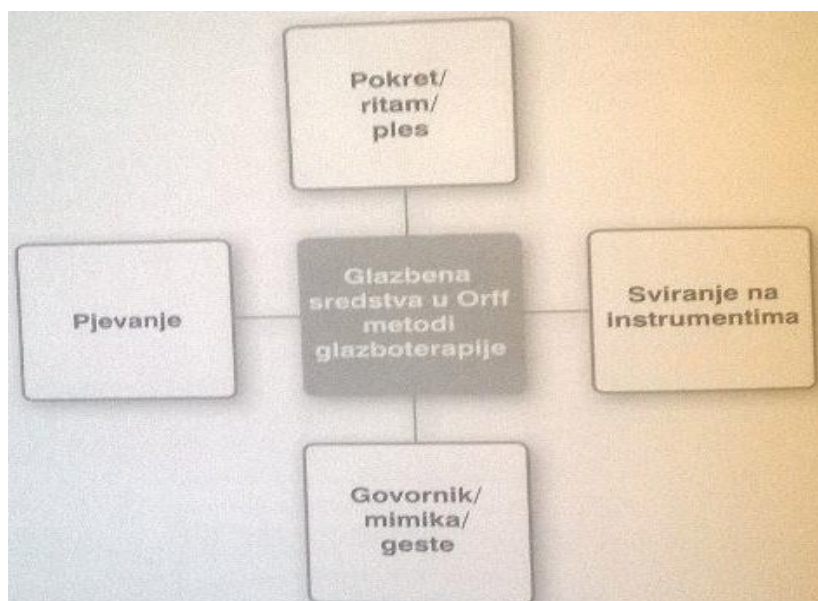 Pokret/
ritam/
ples
Pjevanje
Glazbena
sredstva u Orff
metodi
glazboterapije
Sviranje na
instrumentima
Govornik/
mimika/
geste